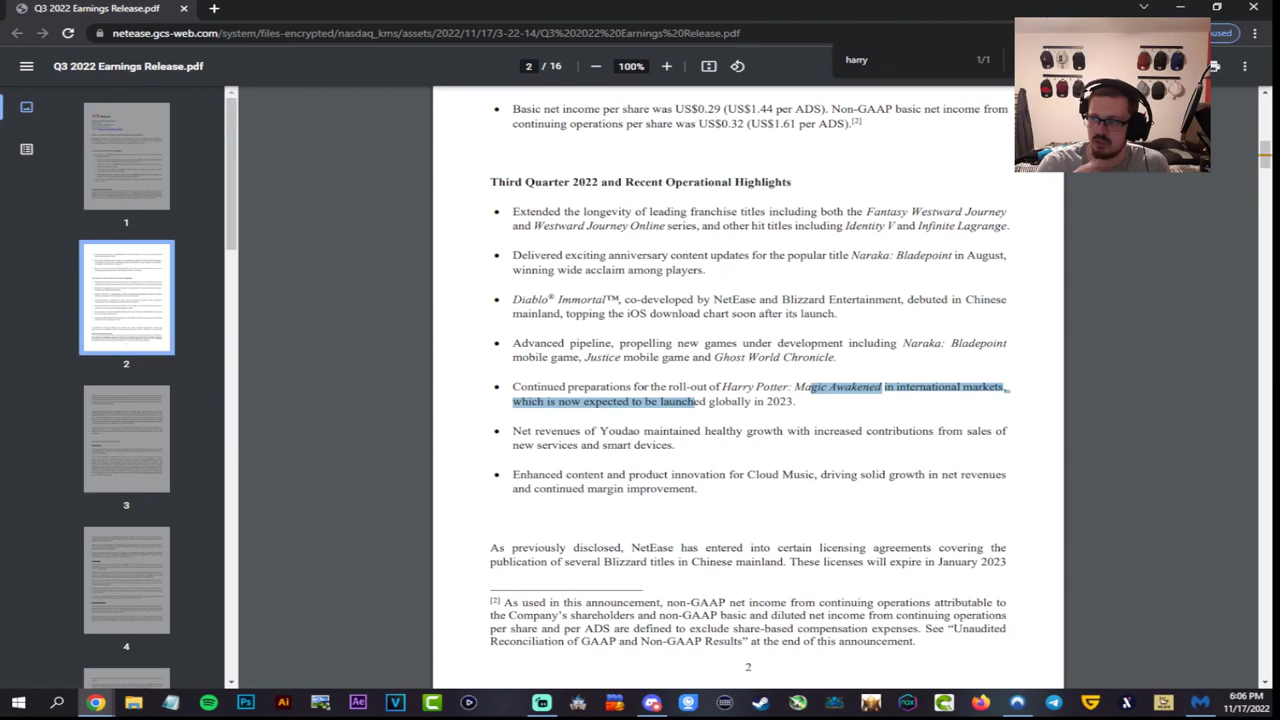 Q3 2022 Earnings Release.pdf
netease.gcs-web.com/system/files-encrypted/nasdaq_kms/assets/2022/11/17/3-22-14/Q3%202022%20Earnings%20Release.pdf
Q3 2022 Earnings Release.pdf
2 / 16
100%
harry
1/1
1
2
3
4
• Basic net income per share was US$0.29 (US$1.44 per ADS). Non-GAAP basic net income from
continuing operations per share was US$0.32 (US$1.61 per ADS).[2]
Third Quarter 2022 and Recent Operational Highlights
• Extended the longevity of leading franchise titles including both the Fantasy Westward Journey
and Westward Journey Online series, and other hit titles including Identity V and Infinite Lagrange.
• Delivered exciting anniversary content updates for the popular title Naraka: Bladepoint in August,
winning wide acclaim among players.
• Diablo® Immortal™, co-developed by NetEase and Blizzard Entertainment, debuted in Chinese
mainland, topping the iOS download chart soon after its launch.
• Advanced pipeline, propelling new games under development including Naraka: Bladepoint
mobile game, Justice mobile game and Ghost World Chronicle.
• Continued preparations for the roll-out of Harry Potter: Magic Awakened in international markets,
which is now expected to be launched globally in 2023.
• Net revenues of Youdao maintained healthy growth with increased contributions from sales of
new services and smart devices.
• Enhanced content and product innovation for Cloud Music, driving solid growth in net revenues
and continued margin improvement.
As previously disclosed, NetEase has entered into certain licensing agreements covering the
publication of several Blizzard titles in Chinese mainland. These licenses will expire in January 2023
[2] As used in this announcement, non-GAAP net income from continuing operations attributable to
the Company's shareholders and non-GAAP basic and diluted net income from continuing operations
per share and per ADS are defined to exclude share-based compensation expenses. See “Unaudited
Reconciliation of GAAP and Non-GAAP Results” at the end of this announcement.
2
6:06 PM
11/17/2022